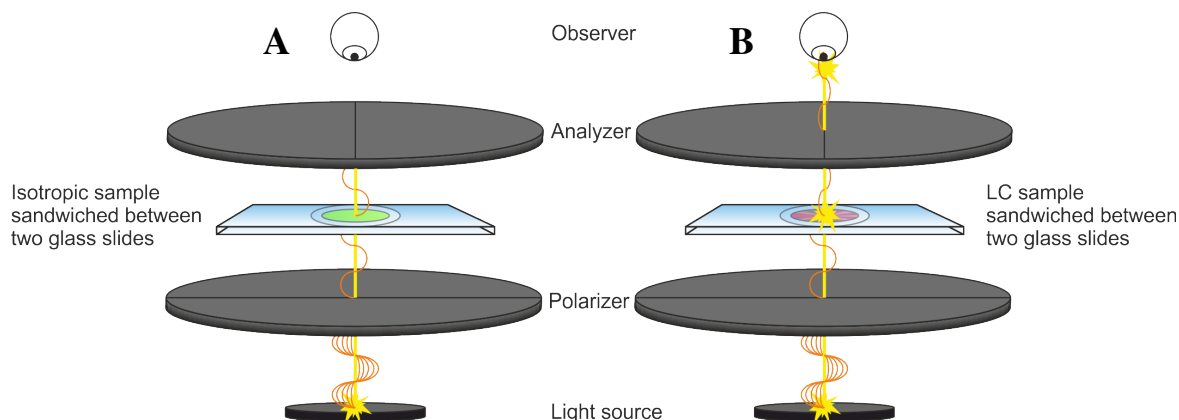 A
Observer
B
Analyzer
Isotropic sample
sandwiched between
two glass slides
LC sample
sandwiched between
two glass slides
Polarizer
Light source